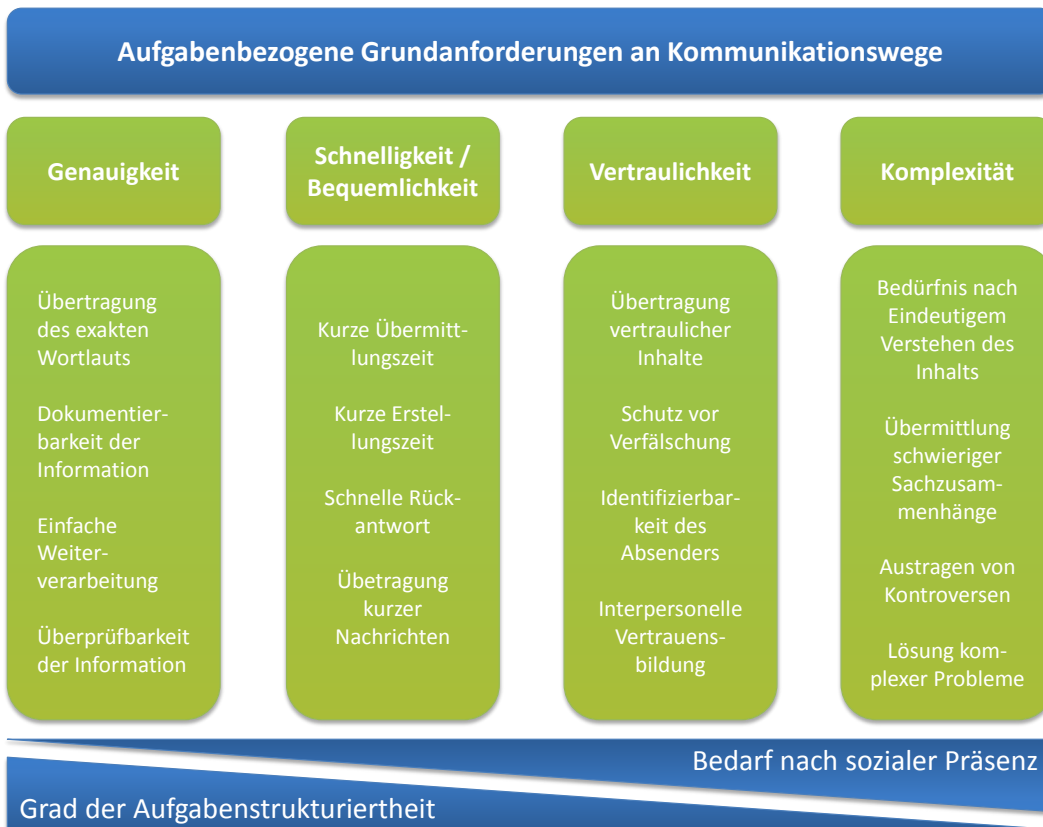 Aufgabenbezogene Grundanforderungen an Kommunikationswege
Genauigkeit
Übertragung
des exakten
Wortlauts
Dokumentier-
barkeit der
Information
Einfache
Weiter-
verarbeitung
Überprüfbarkeit
der Information
Schnelligkeit /
Bequemlichkeit
Kurze Übermitt-
lungszeit
Kurze Erstel-
lungszeit
Schnelle Rück-
antwort
Übetragung
kurzer
Nachrichten
Vertraulichkeit
Übertragung
vertraulicher
Inhalte
Schutz vor
Verfälschung
Identifizierbar-
keit des
Absenders
Interpersonelle
Vertrauens-
bildung
Komplexität
Bedürfnis nach
Eindeutigem
Verstehen des
Inhalts
Übermittlung
schwieriger
Sachzusam-
menhänge
Austragen von
Kontroversen
Lösung kom-
plexer Probleme
Bedarf nach sozialer Präsenz
Grad der Aufgabenstrukturiertheit